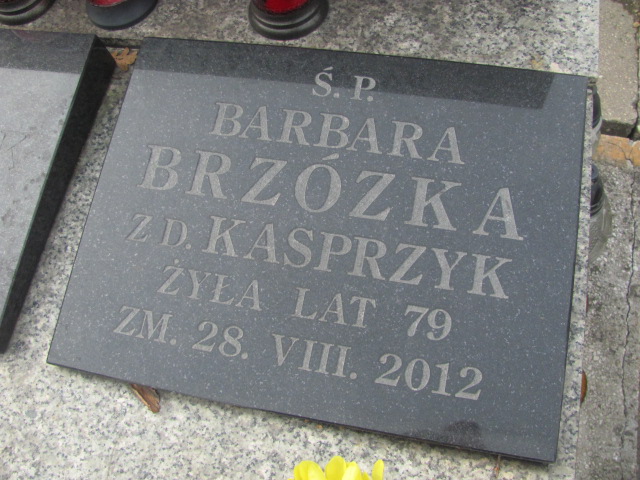 Ś. P.
BARBARA
BRZÓZKA
Z D. KASPRZYK
ŻYŁA LAT 79
ZM. 28. VIII. 2012